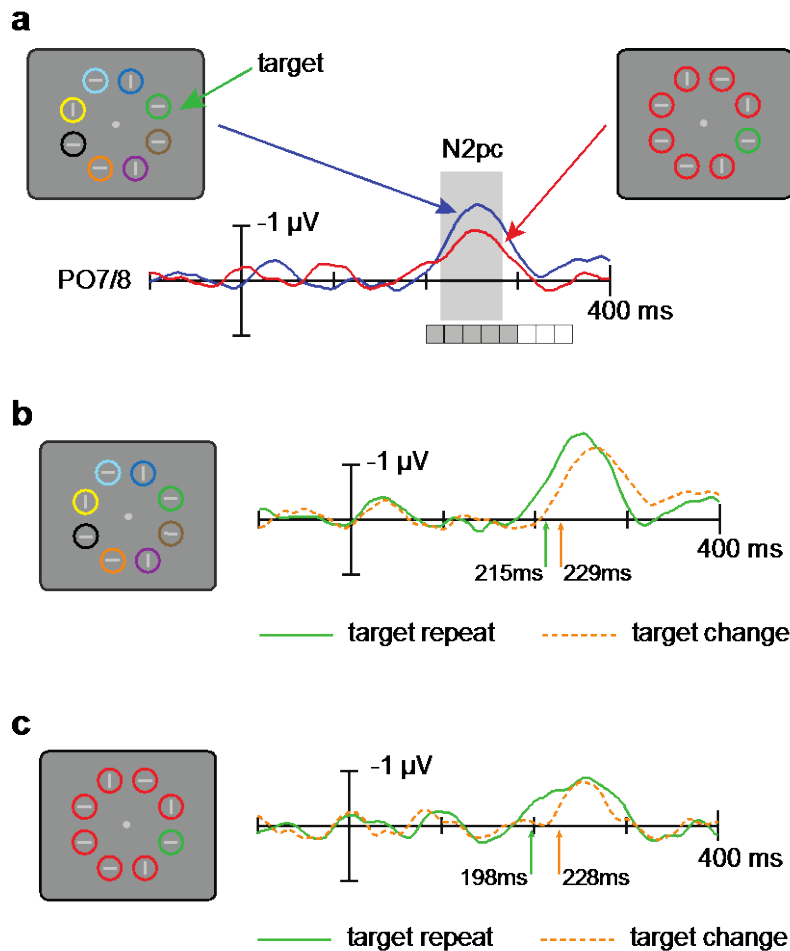 a
target
N2pc
-1 µV
PO7/8
400 ms
b
-1 µV
400 ms
215ms 229ms
target repeat target change
c
-1 µV
400 ms
198ms 228ms
target repeat target change